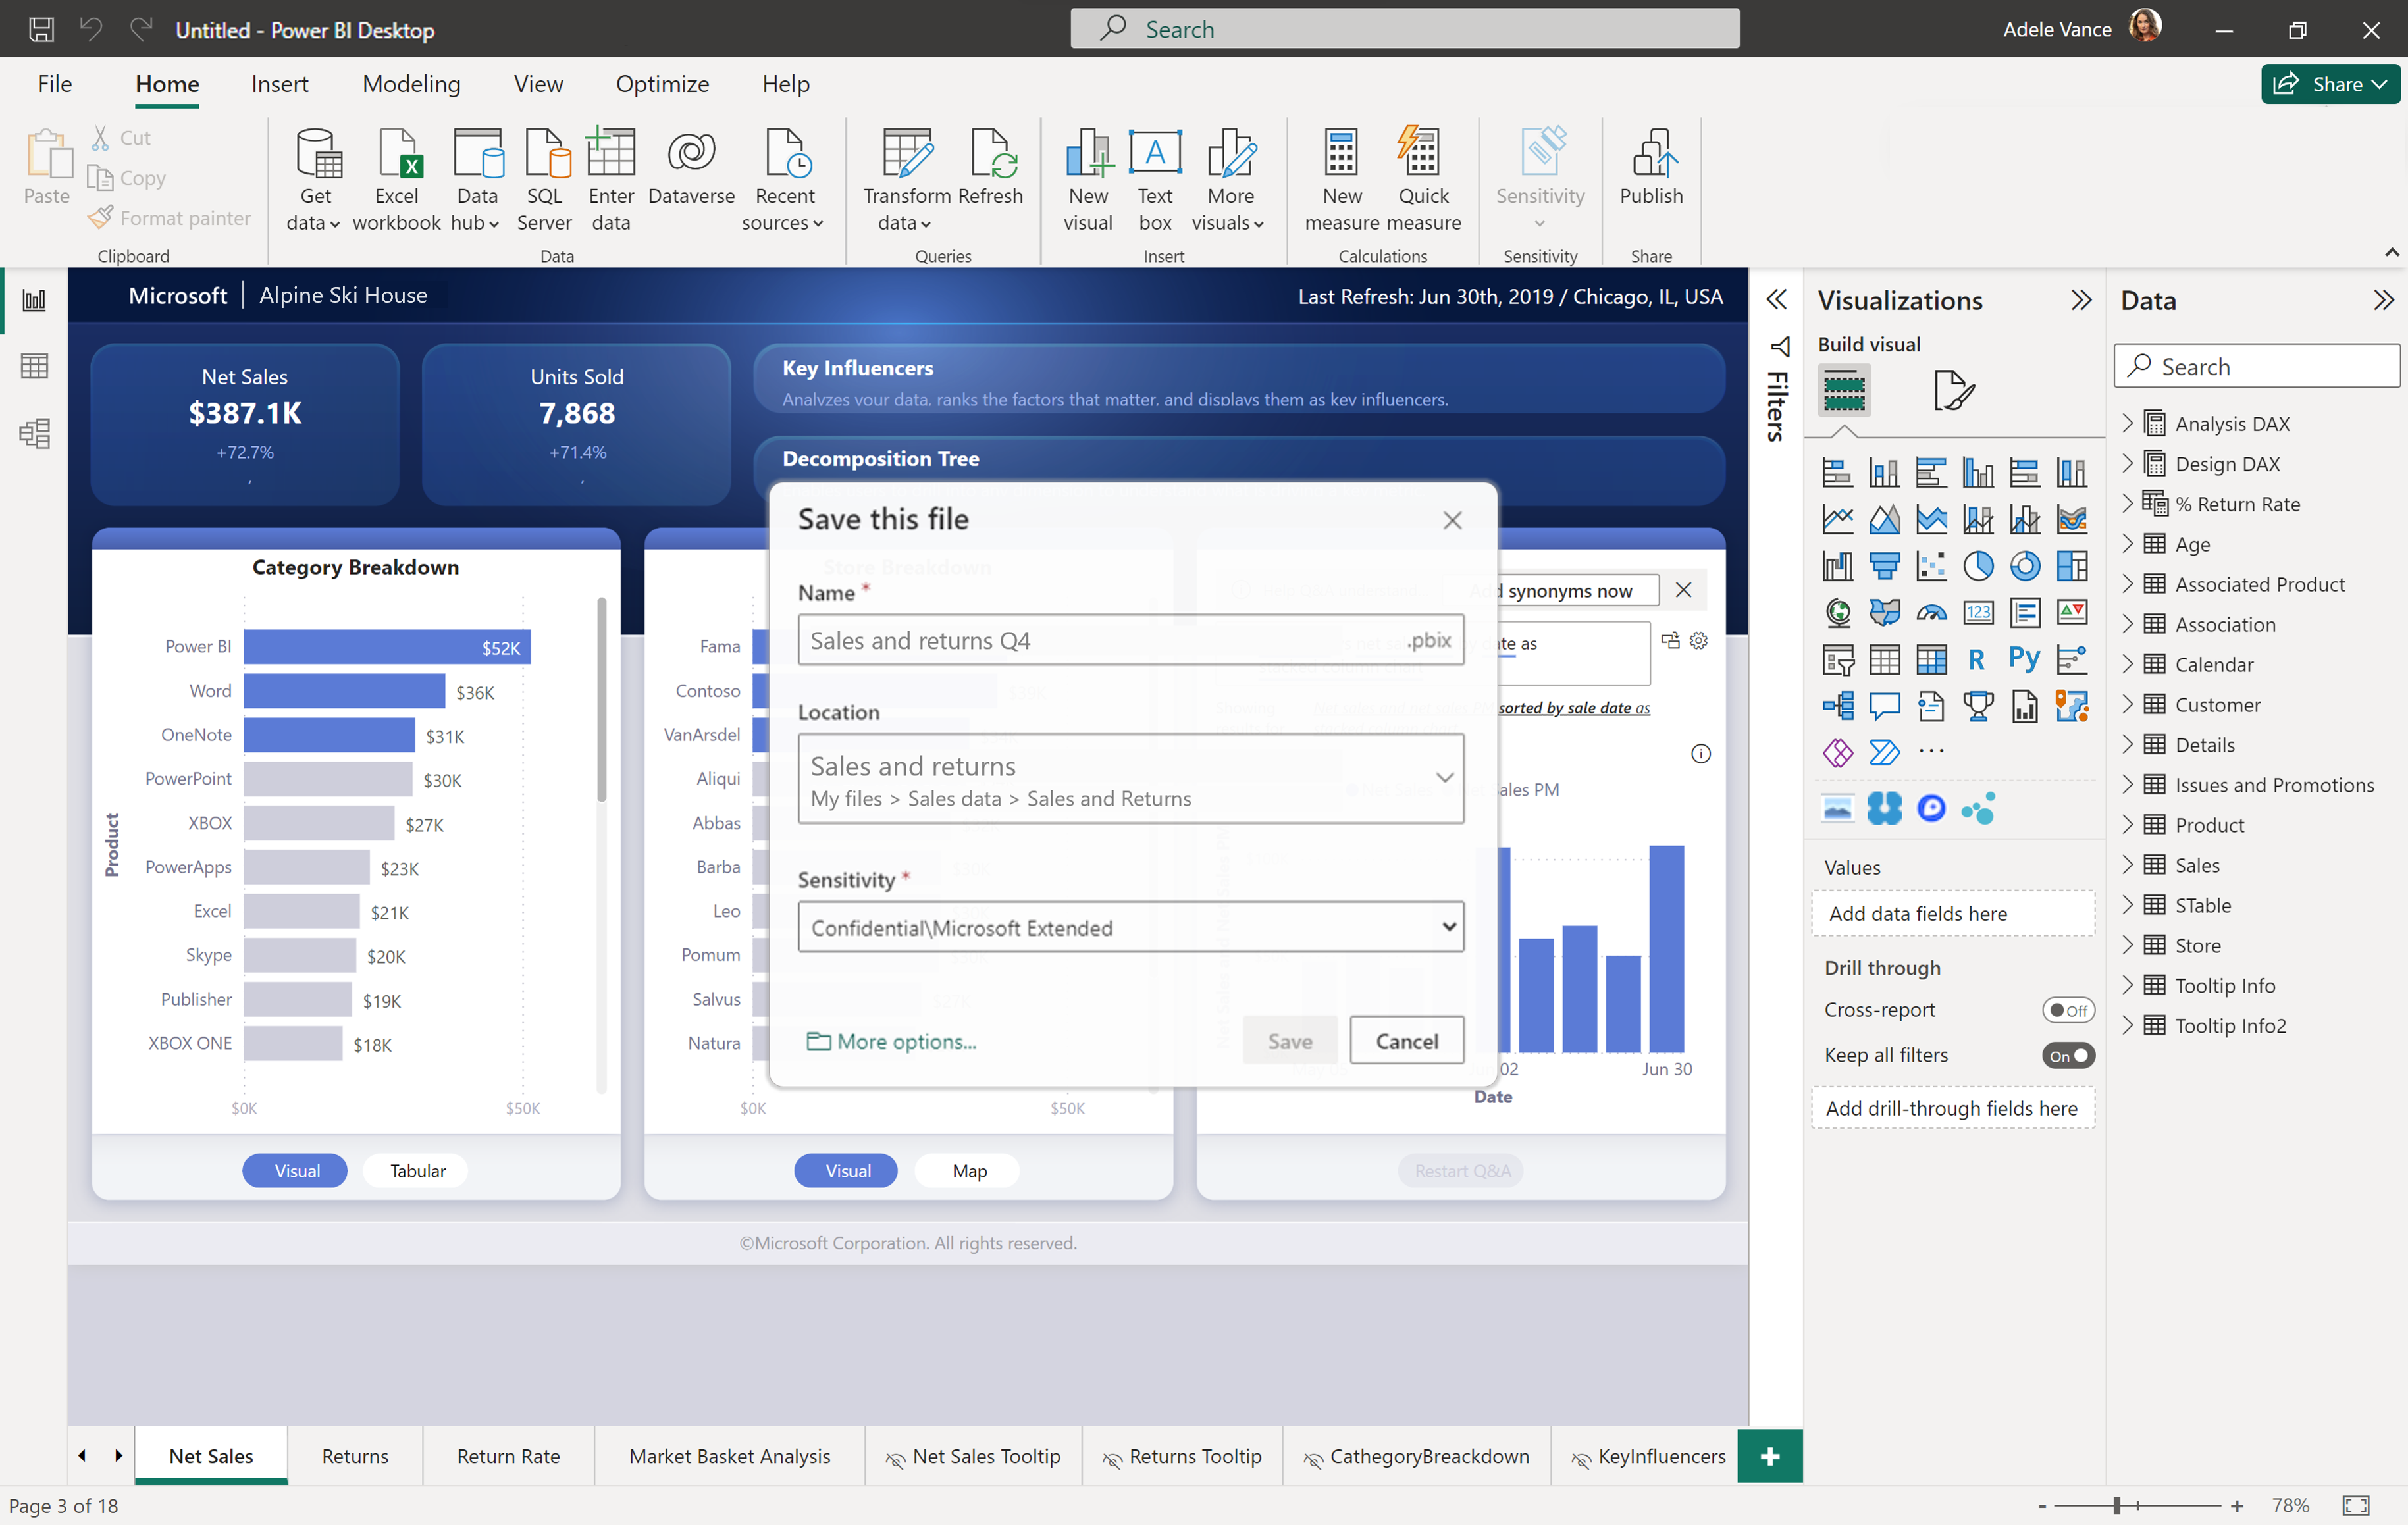 Untitled - Power BI Desktop
Search
Adele Vance
File
Home
Insert
Modeling
View
Optimize
Help
Share
Paste
Cut
Copy
Format painter
Clipboard
Get data
Excel workbook
Data hub
SQL Server
Enter data
Dataverse
Recent sources
Data
Transform data
Refresh
Queries
New visual
Text box
More visuals
Insert
New measure
Quick measure
Calculations
Sensitivity
Sensitivity
Publish
Share
Microsoft
Alpine Ski House
Last Refresh: Jun 30th, 2019 / Chicago, IL, USA
Net Sales
$387.1K
+72.7%
Units Sold
7,868
+71.4%
Key Influencers
Analyzes your data, ranks the factors that matter, and displays them as key influencers.
Decomposition Tree
Category Breakdown
Product
Power BI $52K
Word $36K
OneNote $31K
PowerPoint $30K
XBOX $27K
PowerApps $23K
Excel $21K
Skype $20K
Publisher $19K
XBOX ONE $18K
$0K $50K
Visual
Tabular
Store Breakdown
Fama
Contoso
VanArsdel
Aliqui
Abbas
Barba
Leo
Pomum
Salvus
Natura
$0K $50K
Visual
Map
Save this file
Name *
Sales and returns Q4 .pbix
Location
Sales and returns
My files > Sales data > Sales and Returns
Sensitivity *
Confidential\Microsoft Extended
More options...
Save
Cancel
Add synonyms now
date as
sorted by sale date as
Sales PM
02
Jun 30
Date
Restart Q&A
©Microsoft Corporation. All rights reserved.
Filters
Visualizations
Build visual
123
R
Py
...
Values
Add data fields here
Drill through
Cross-report
Off
Keep all filters
On
Add drill-through fields here
Data
Search
Analysis DAX
Design DAX
% Return Rate
Age
Associated Product
Association
Calendar
Customer
Details
Issues and Promotions
Product
Sales
STable
Store
Tooltip Info
Tooltip Info2
Net Sales
Returns
Return Rate
Market Basket Analysis
Net Sales Tooltip
Returns Tooltip
CathegoryBreackdown
KeyInfluencers
+
Page 3 of 18
- + 78%